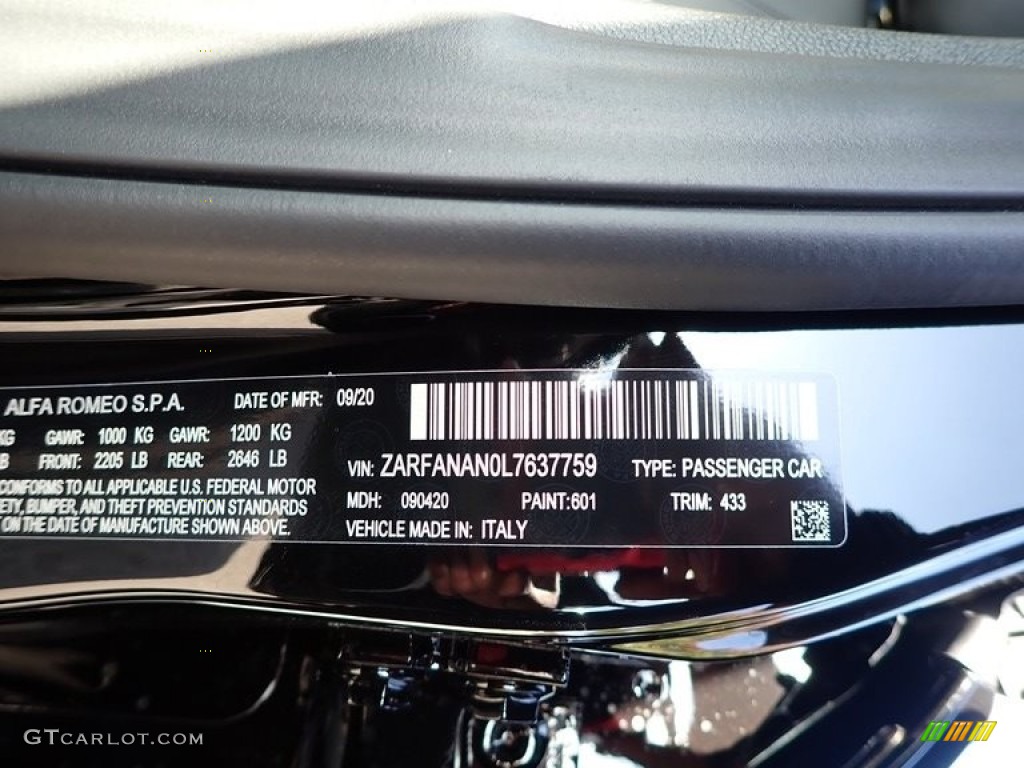 ALFA ROMEO S.P.A. DATE OF MFR: 09/20
KG GAWR: 1000 KG GAWR: 1200 KG
FRONT: 2205 LB REAR: 2646 LB
CONFORMS TO ALL APPLICABLE U.S. FEDERAL MOTOR
BUMPER, AND THEFT PREVENTION STANDARDS
ON THE DATE OF MANUFACTURE SHOWN ABOVE.
VIN: ZARFANAN0L7637759 TYPE: PASSENGER CAR
MDH: 090420 PAINT:601 TRIM: 433
VEHICLE MADE IN: ITALY
GTCARLOT.COM